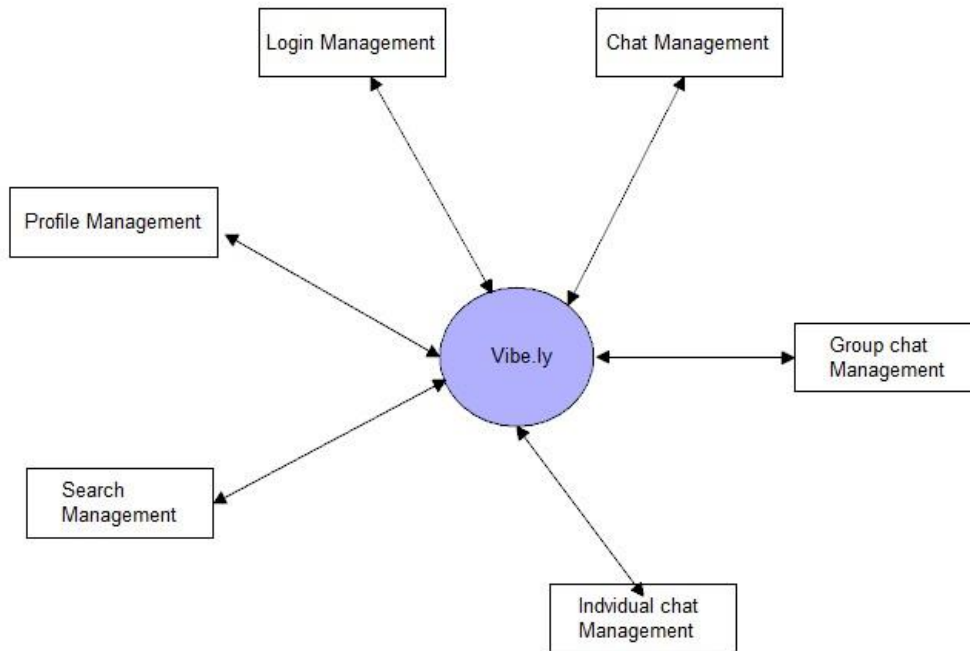 Login Management
Chat Management
Profile Management
Vibe.ly
Group chat
Management
Search
Management
Indvidual chat
Management